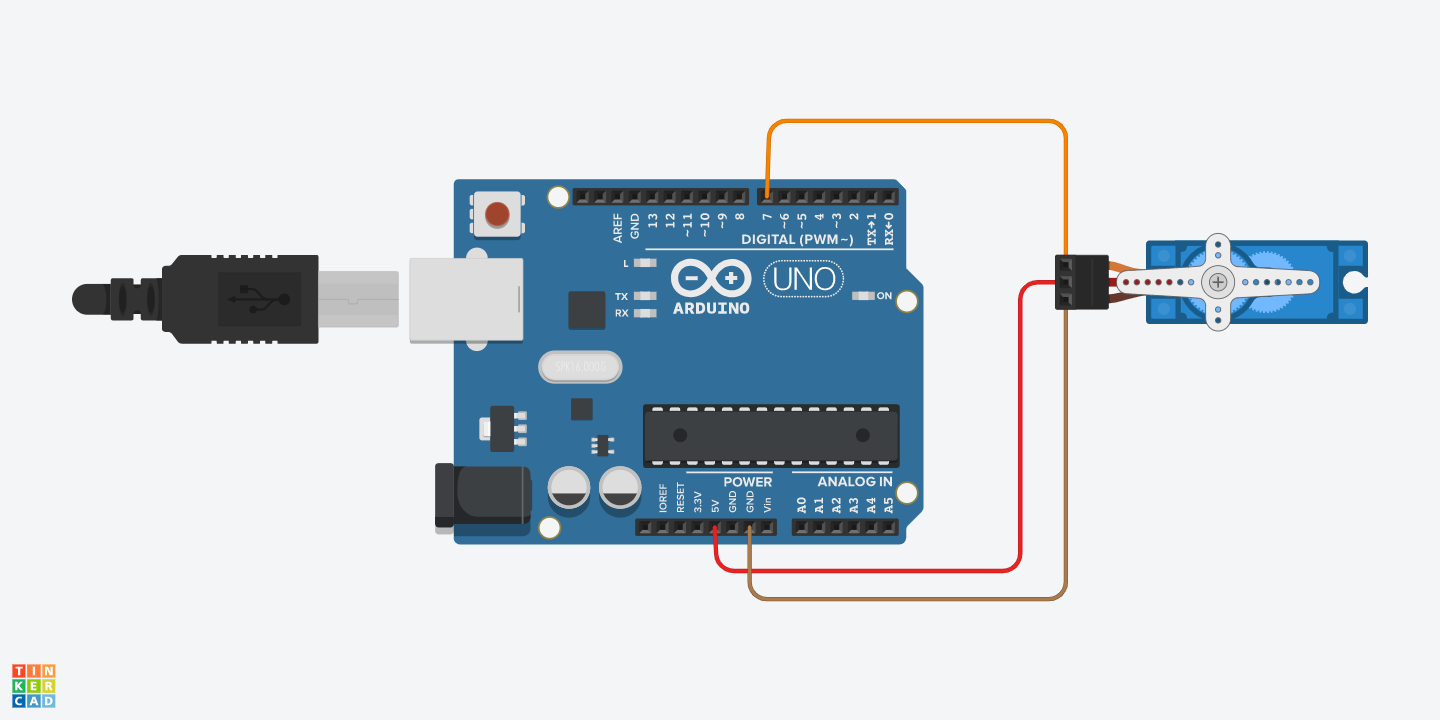 AREF
GND
13
12
~11
~10
~9
8
7
~6
~5
4
~3
2
TX→1
RX←0
DIGITAL (PWM ~)
L
TX
RX
UNO
ON
ARDUINO
SPK16.000G
POWER
ANALOG IN
IOREF
RESET
3.3V
5V
GND
GND
Vin
A0
A1
A2
A3
A4
A5
TIN
KER
CAD